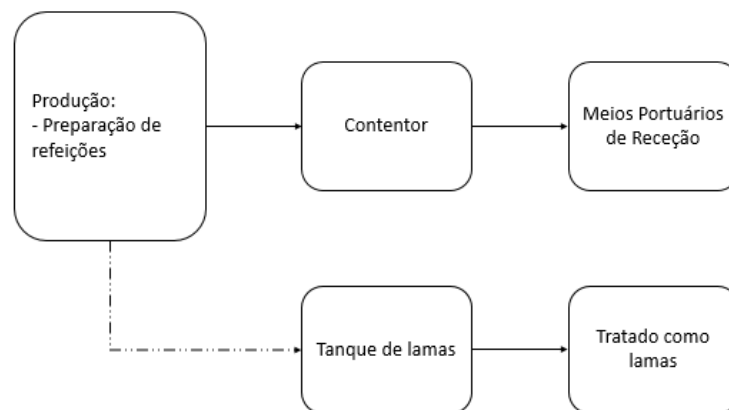 Produção:
- Preparação de
refeições
Contentor
Meios Portuários
de Receção
Tanque de lamas
Tratado como
lamas